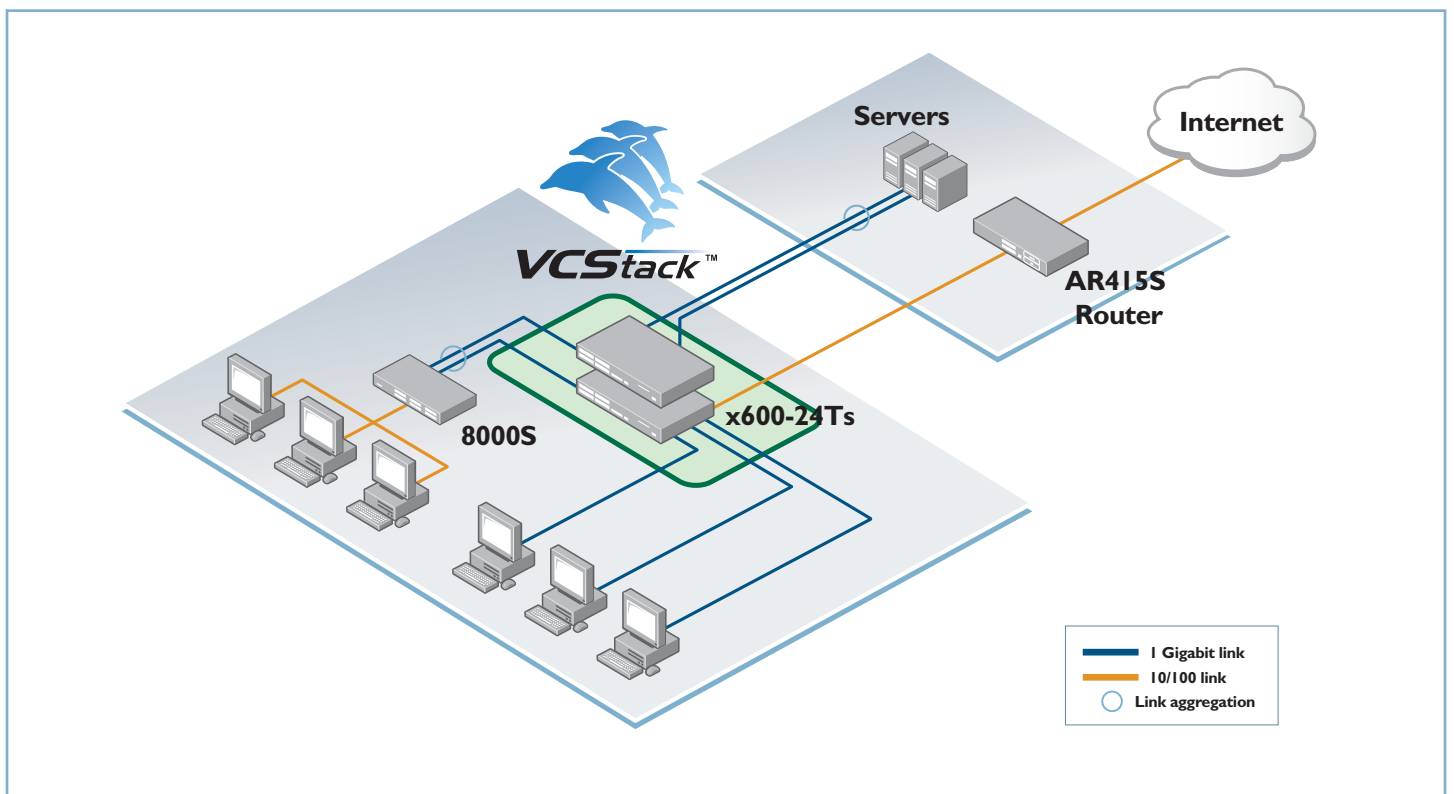 Servers
Internet
VCStack™
AR415S
Router
x600-24Ts
8000S
1 Gigabit link
10/100 link
Link aggregation